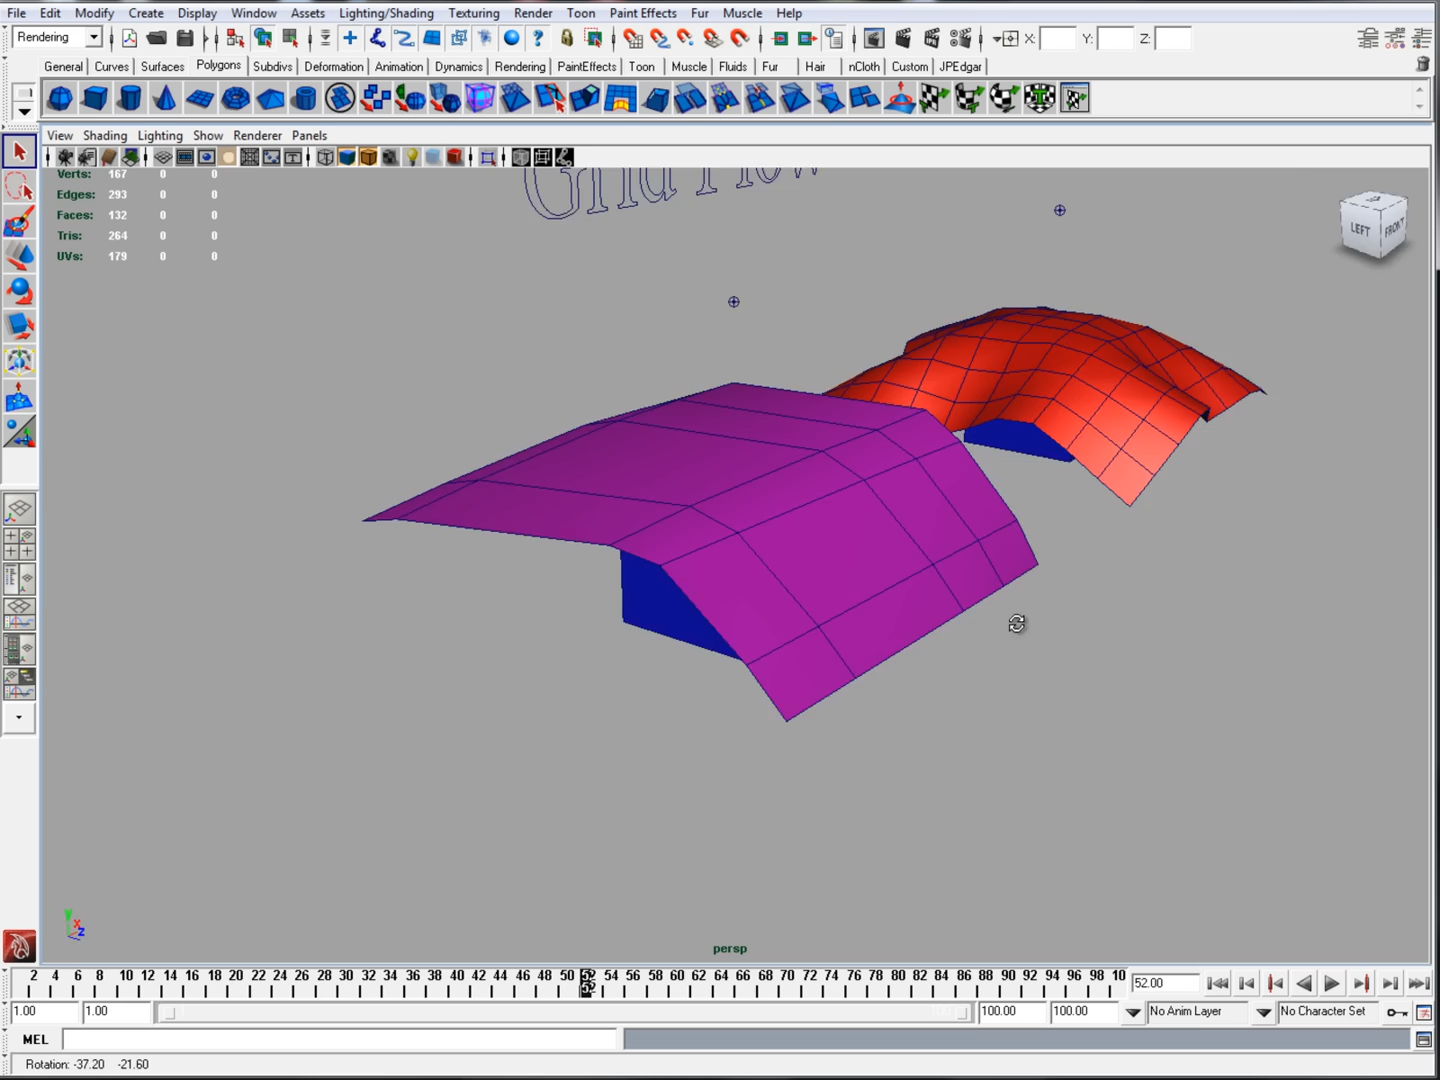 File Edit Modify Create Display Window Assets Lighting/Shading Texturing Render Toon Paint Effects Fur Muscle Help
Rendering X: Y: Z:
General Curves Surfaces Polygons Subdivs Deformation Animation Dynamics Rendering PaintEffects Toon Muscle Fluids Fur Hair nCloth Custom JPEdgar
View Shading Lighting Show Renderer Panels
Verts: 167 0 0
Edges: 293 0 0
Faces: 132 0 0
Tris: 264 0 0
UVs: 179 0 0
Grid Flow
LEFT FRONT
y x z
persp
2 4 6 8 10 12 14 16 18 20 22 24 26 28 30 32 34 36 38 40 42 44 46 48 50 52 54 56 58 60 62 64 66 68 70 72 74 76 78 80 82 84 86 88 90 92 94 96 98 10 52.00
52
1.00 1.00 100.00 100.00 No Anim Layer No Character Set
MEL
Rotation: -37.20 -21.60